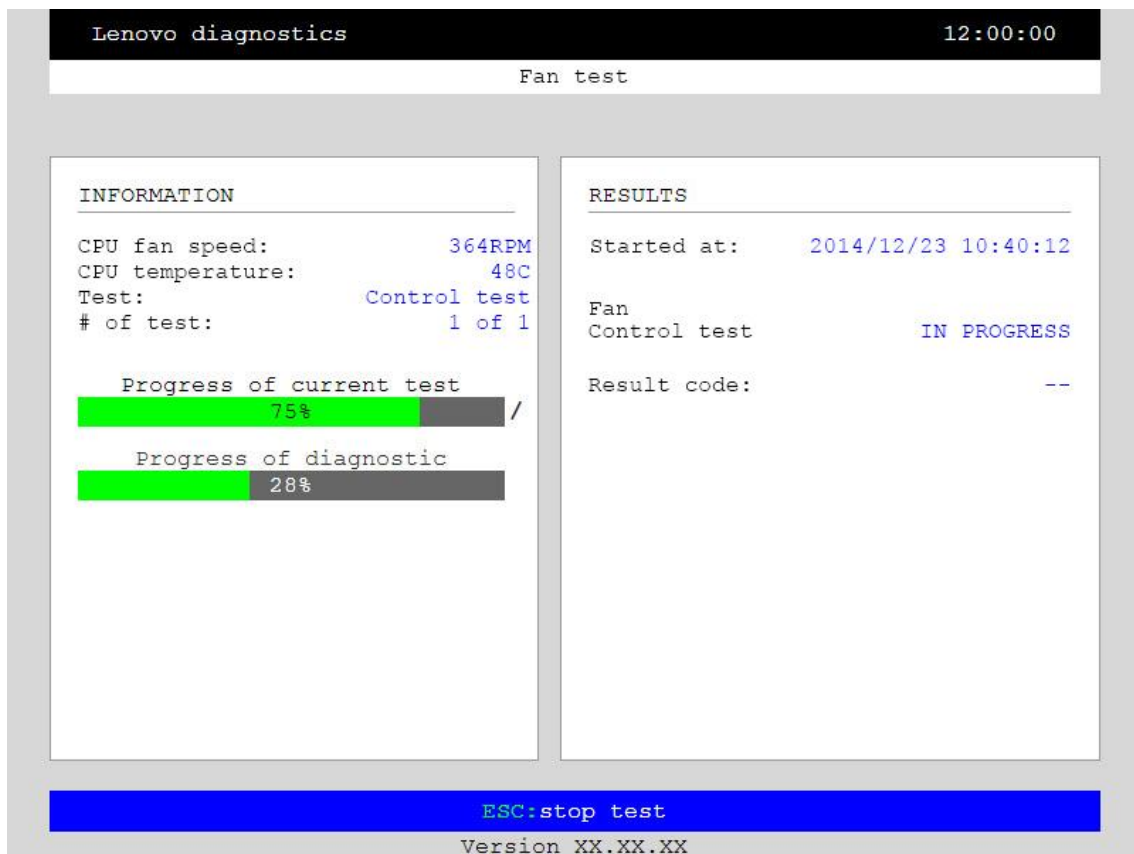 Lenovo diagnostics 12:00:00
Fan test
INFORMATION
CPU fan speed: 364RPM
CPU temperature: 48C
Test: Control test
# of test: 1 of 1
Progress of current test
75% /
Progress of diagnostic
28%
RESULTS
Started at: 2014/12/23 10:40:12
Fan
Control test IN PROGRESS
Result code: --
ESC:stop test
Version XX.XX.XX